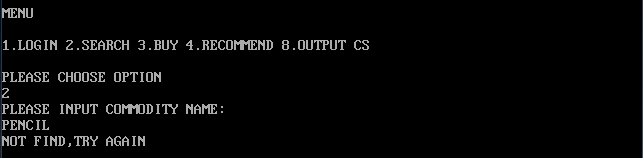 MENU
1.LOGIN 2.SEARCH 3.BUY 4.RECOMMEND 8.OUTPUT CS
PLEASE CHOOSE OPTION
2
PLEASE INPUT COMMODITY NAME:
PENCIL
NOT FIND,TRY AGAIN